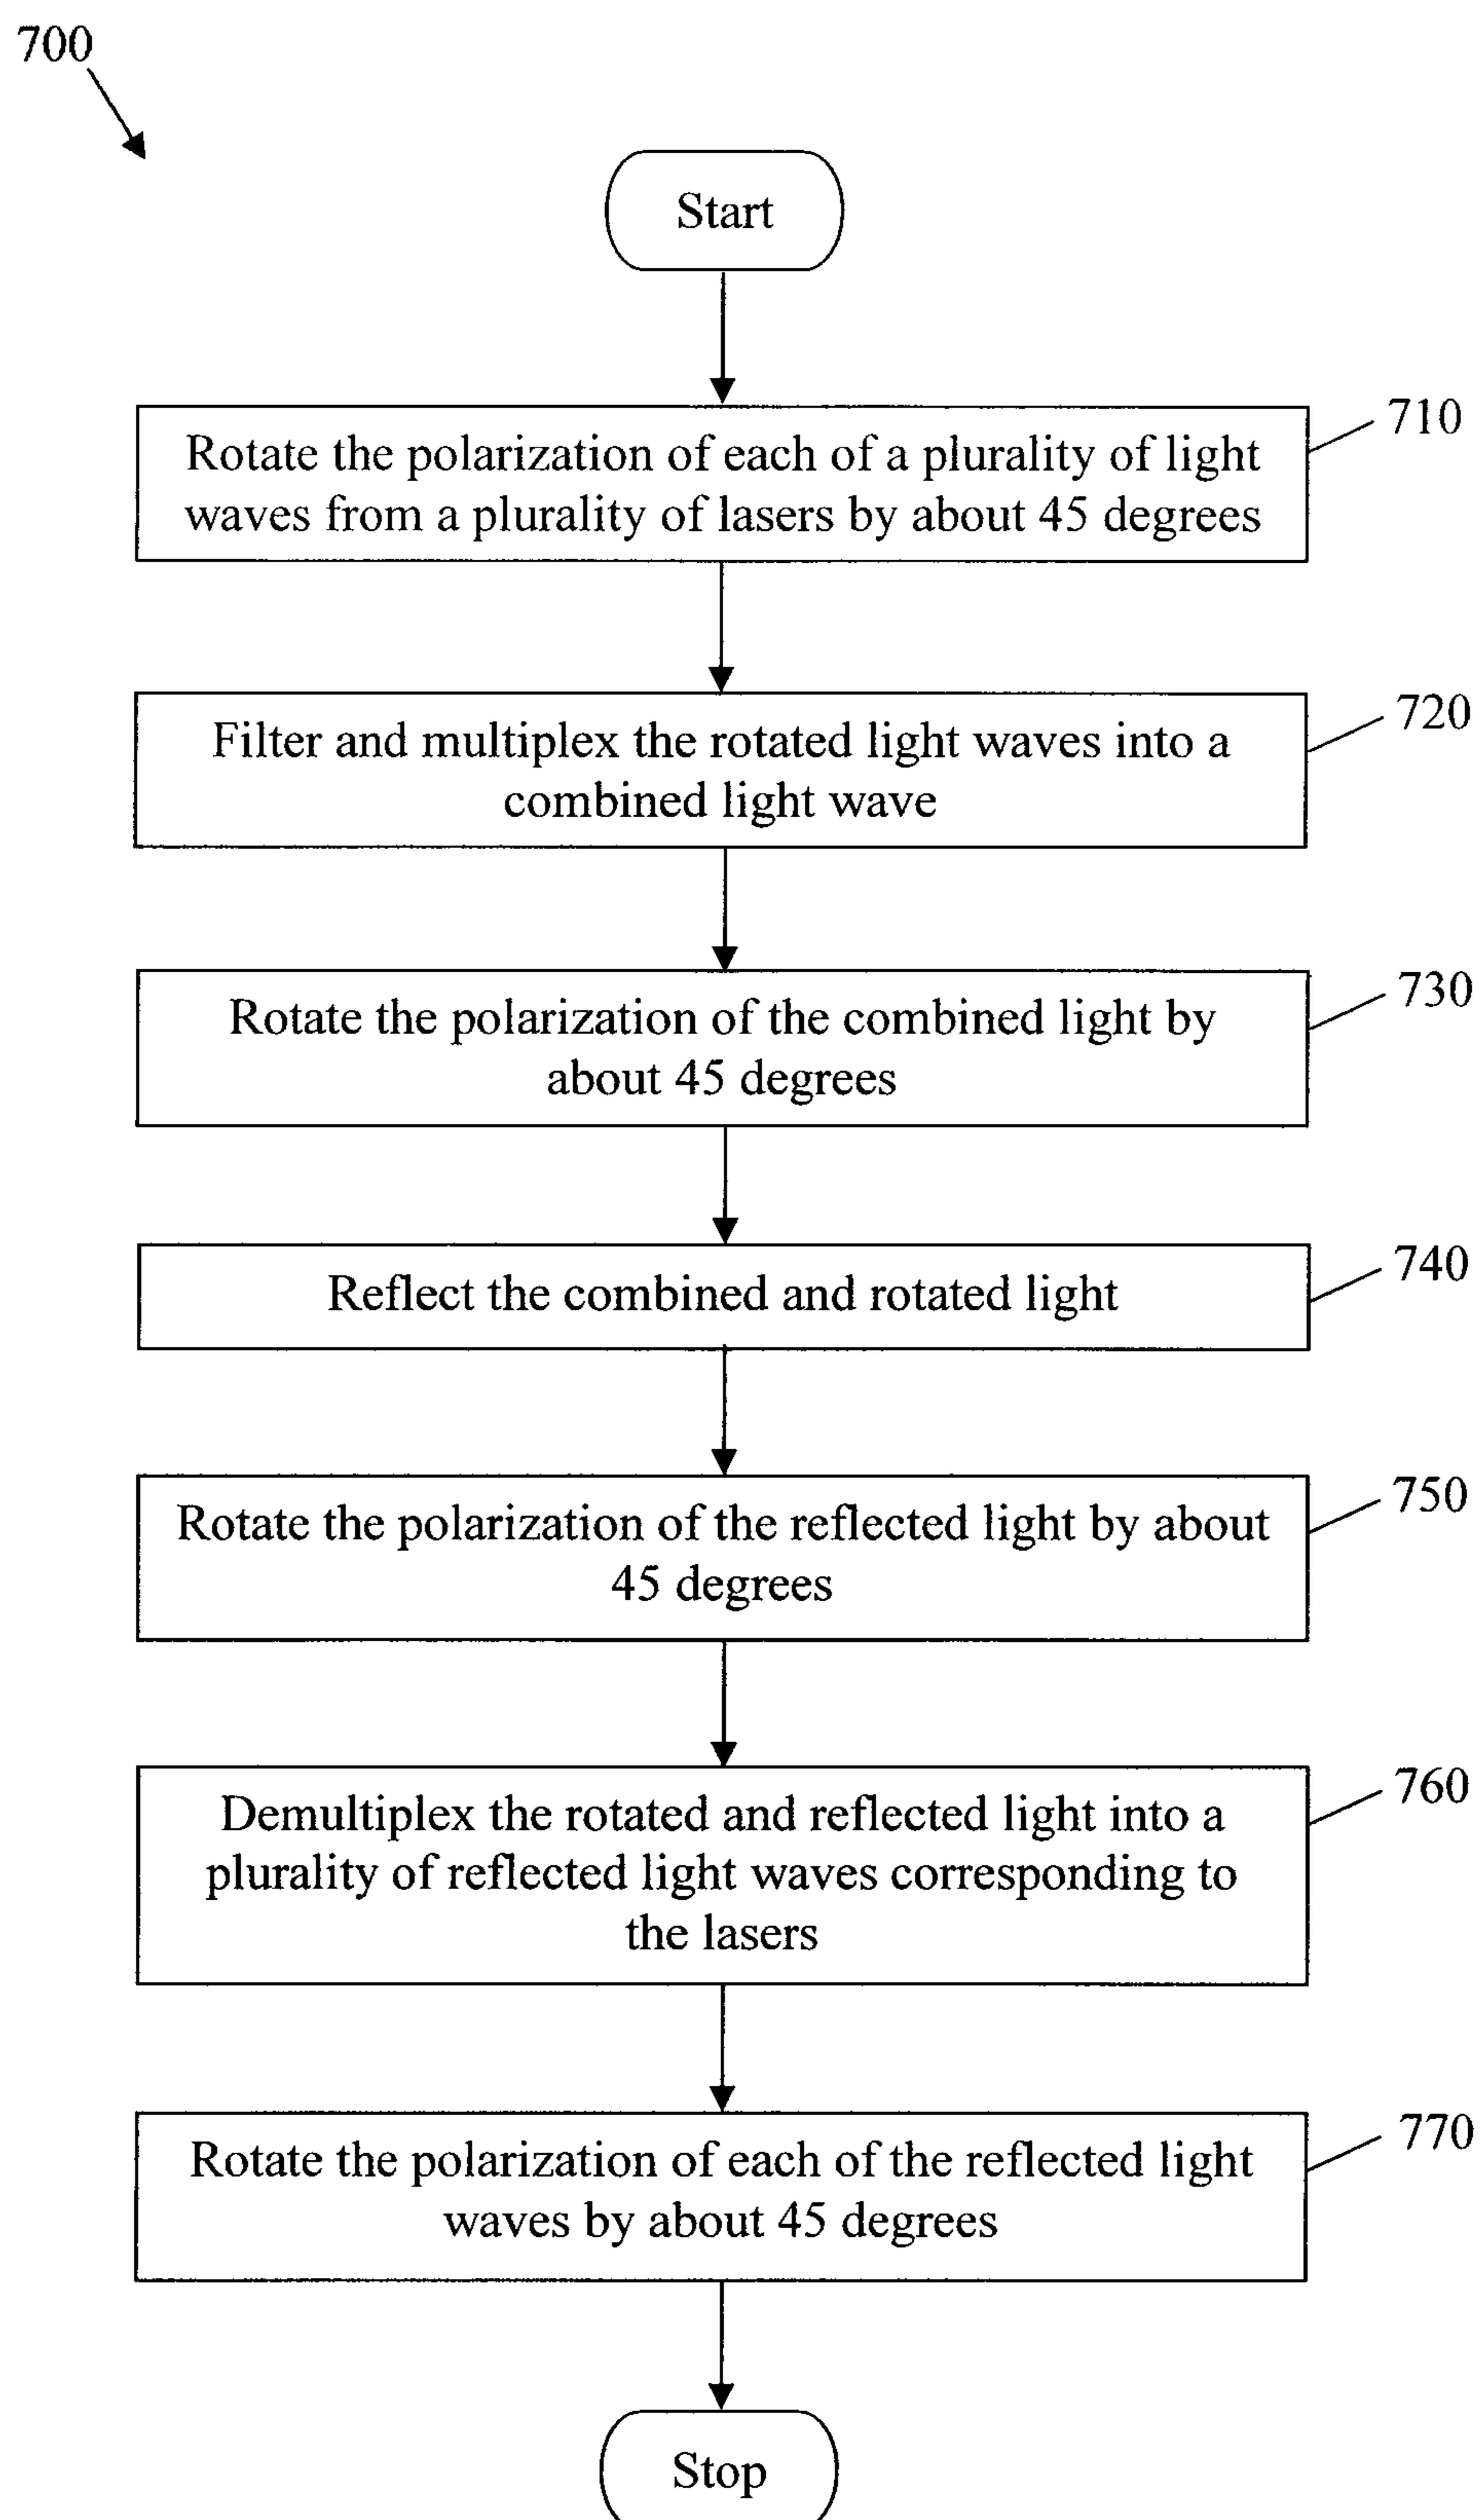 700
Start
710
Rotate the polarization of each of a plurality of light
waves from a plurality of lasers by about 45 degrees
720
Filter and multiplex the rotated light waves into a
combined light wave
730
Rotate the polarization of the combined light by
about 45 degrees
740
Reflect the combined and rotated light
750
Rotate the polarization of the reflected light by about
45 degrees
760
Demultiplex the rotated and reflected light into a
plurality of reflected light waves corresponding to
the lasers
770
Rotate the polarization of each of the reflected light
waves by about 45 degrees
Stop